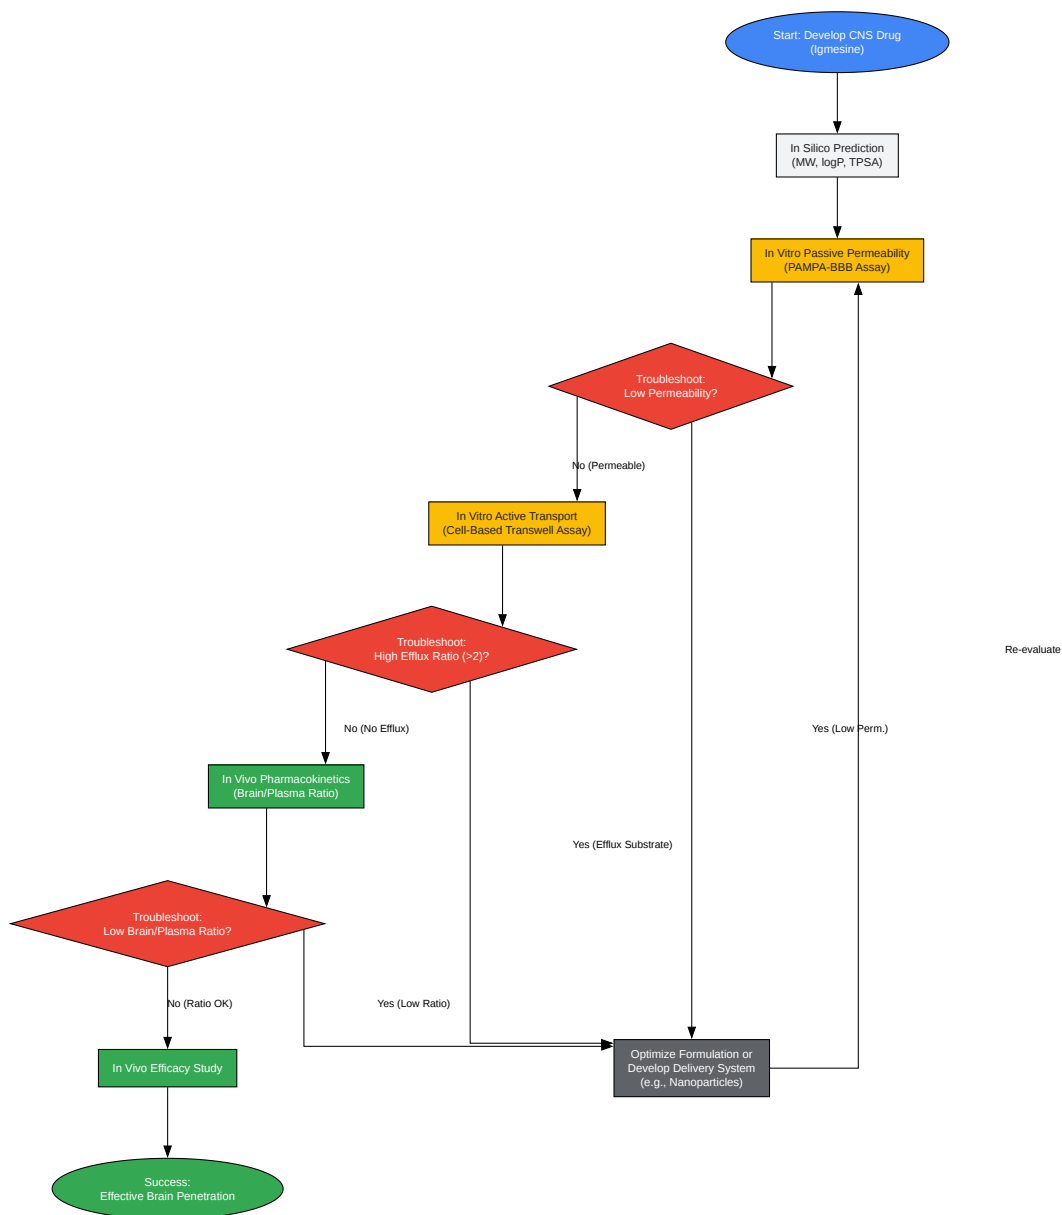 Start: Develop CNS Drug
(Igmesine)
In Silico Prediction
(MW, logP, TPSA)
In Vitro Passive Permeability
(PAMPA-BBB Assay)
Troubleshoot:
Low Permeability?
No (Permeable)
In Vitro Active Transport
(Cell-Based Transwell Assay)
Troubleshoot:
High Efflux Ratio (>2)?
Re-evaluate
No (No Efflux)
Yes (Low Perm.)
In Vivo Pharmacokinetics
(Brain/Plasma Ratio)
Yes (Efflux Substrate)
Troubleshoot:
Low Brain/Plasma Ratio?
No (Ratio OK)
Yes (Low Ratio)
In Vivo Efficacy Study
Optimize Formulation or
Develop Delivery System
(e.g., Nanoparticles)
Success:
Effective Brain Penetration